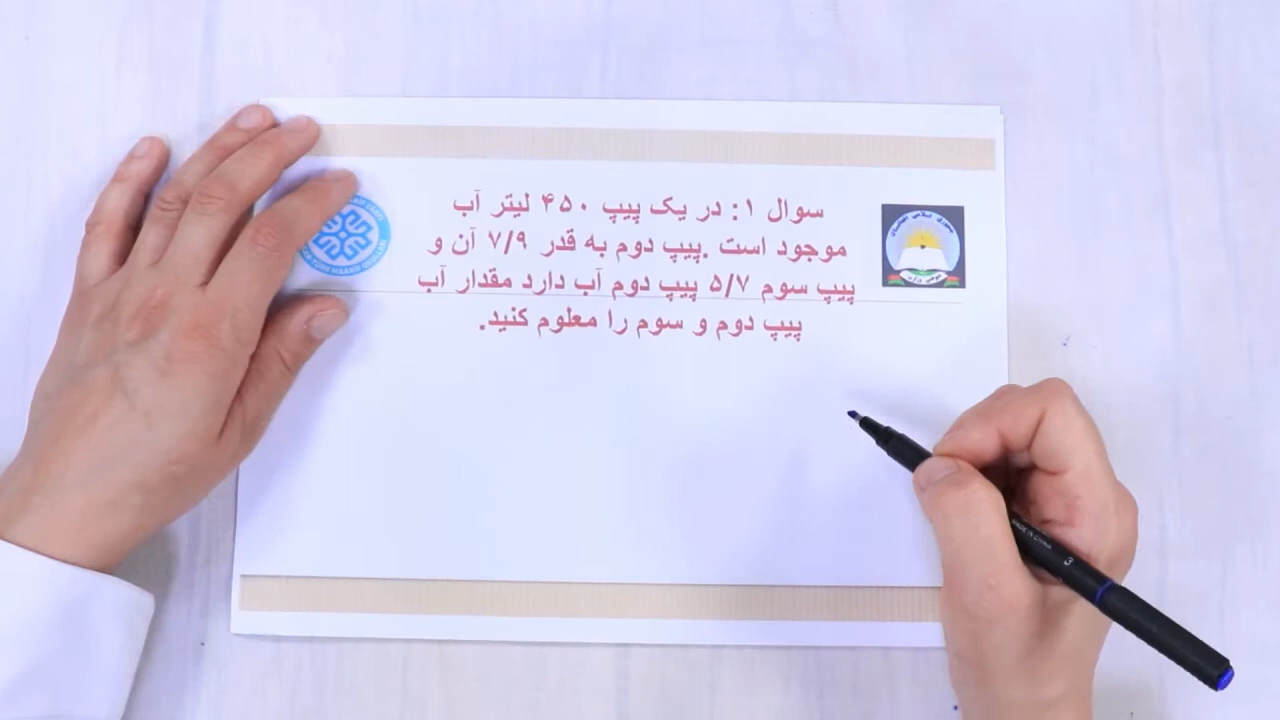 سوال ۱: در یک پیپ ۴۵۰ لیتر آب
موجود است .پیپ دوم به قدر ۷/۹ آن و
پیپ سوم ۵/۷ پیپ دوم آب دارد مقدار آب
پیپ دوم و سوم را معلوم کنید.